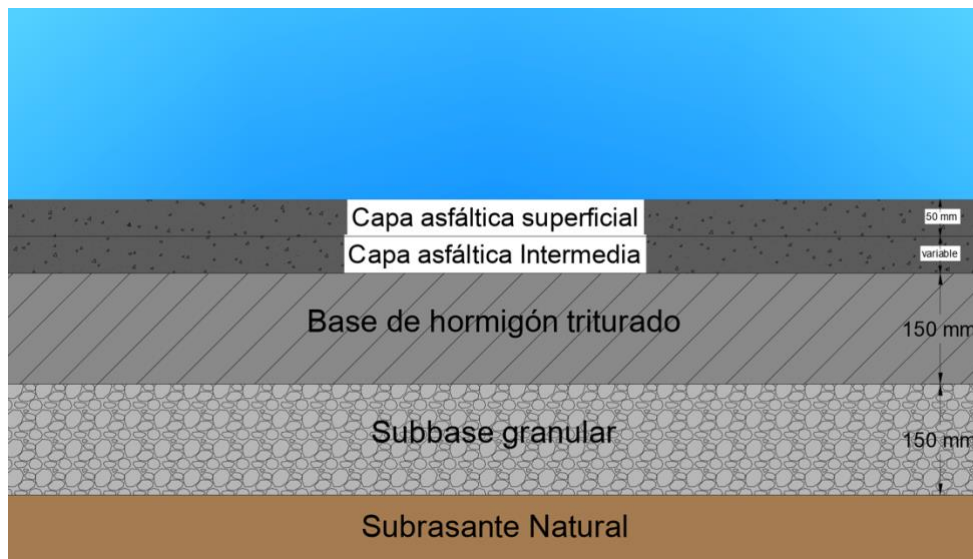 Capa asfáltica superficial
50 mm
Capa asfáltica Intermedia
variable
Base de hormigón triturado
150 mm
Subbase granular
150 mm
Subrasante Natural